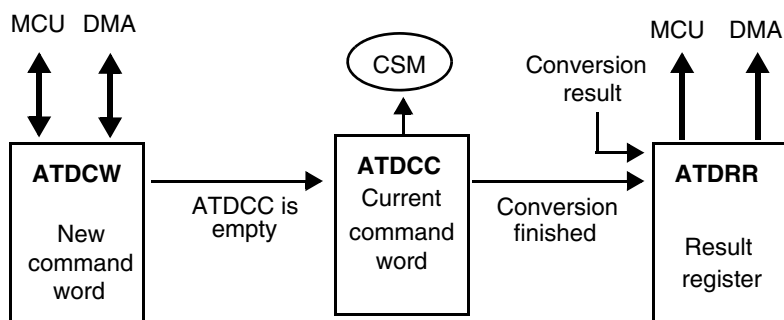 MCU DMA
CSM
Conversion
result
MCU DMA
ATDCW
New
command
word
ATDCC is
empty
ATDCC
Current
command
word
Conversion
finished
ATDRR
Result
register